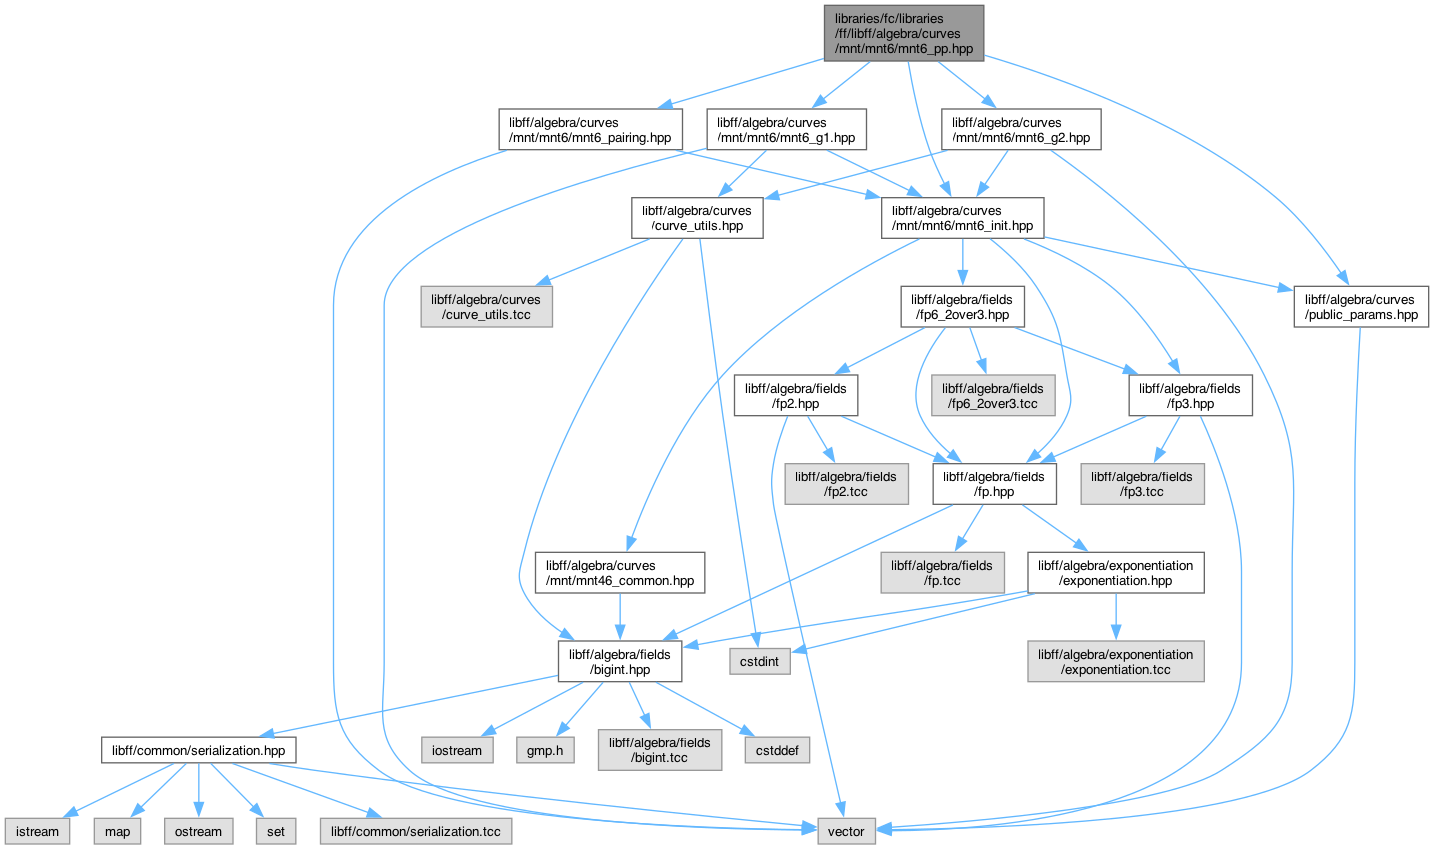 libraries/fc/libraries
/ff/libff/algebra/curves
/mnt/mnt6/mnt6_pp.hpp
libff/algebra/curves
/mnt/mnt6/mnt6_pairing.hpp
libff/algebra/curves
/mnt/mnt6/mnt6_g1.hpp
libff/algebra/curves
/mnt/mnt6/mnt6_g2.hpp
libff/algebra/curves
/curve_utils.hpp
libff/algebra/curves
/mnt/mnt6/mnt6_init.hpp
libff/algebra/curves
/curve_utils.tcc
libff/algebra/fields
/fp6_2over3.hpp
libff/algebra/curves
/public_params.hpp
libff/algebra/fields
/fp2.hpp
libff/algebra/fields
/fp6_2over3.tcc
libff/algebra/fields
/fp3.hpp
libff/algebra/fields
/fp2.tcc
libff/algebra/fields
/fp.hpp
libff/algebra/fields
/fp3.tcc
libff/algebra/curves
/mnt/mnt46_common.hpp
libff/algebra/fields
/fp.tcc
libff/algebra/exponentiation
/exponentiation.hpp
libff/algebra/fields
/bigint.hpp
cstdint
libff/algebra/exponentiation
/exponentiation.tcc
libff/common/serialization.hpp
iostream
gmp.h
libff/algebra/fields
/bigint.tcc
cstddef
istream
map
ostream
set
libff/common/serialization.tcc
vector